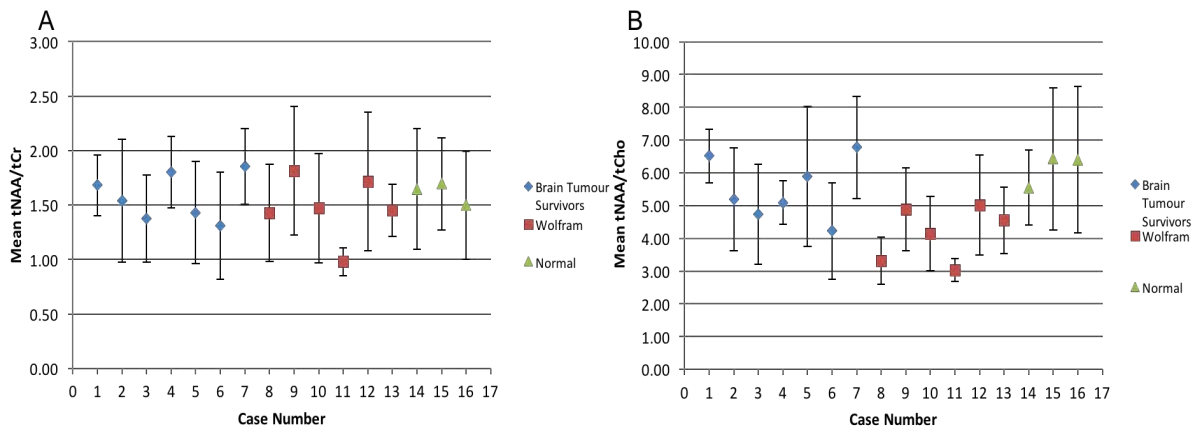 A
3.00
2.50
2.00
1.50
1.00
0.50
0.00
Mean tNAA/tCr
0 1 2 3 4 5 6 7 8 9 10 11 12 13 14 15 16 17
Case Number
Brain Tumour
Survivors
Wolfram
Normal
B
10.00
9.00
8.00
7.00
6.00
5.00
4.00
3.00
2.00
1.00
0.00
Mean tNAA/tCho
0 1 2 3 4 5 6 7 8 9 10 11 12 13 14 15 16 17
Case Number
Brain
Tumour
Survivors
Wolfram
Normal